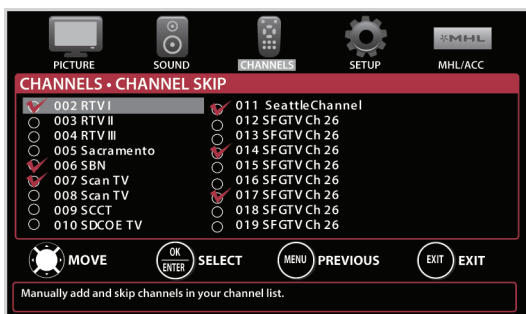 PICTURE SOUND CHANNELS SETUP MHL/ACC
MHL
CHANNELS • CHANNEL SKIP
002 RTV I
003 RTV II
004 RTV III
005 Sacramento
006 SBN
007 Scan TV
008 Scan TV
009 SCCT
010 SDCOE TV
011 SeattleChannel
012 SFGTV Ch 26
013 SFGTV Ch 26
014 SFGTV Ch 26
015 SFGTV Ch 26
016 SFGTV Ch 26
017 SFGTV Ch 26
018 SFGTV Ch 26
019 SFGTV Ch 26
MOVE OK ENTER SELECT MENU PREVIOUS EXIT EXIT
Manually add and skip channels in your channel list.